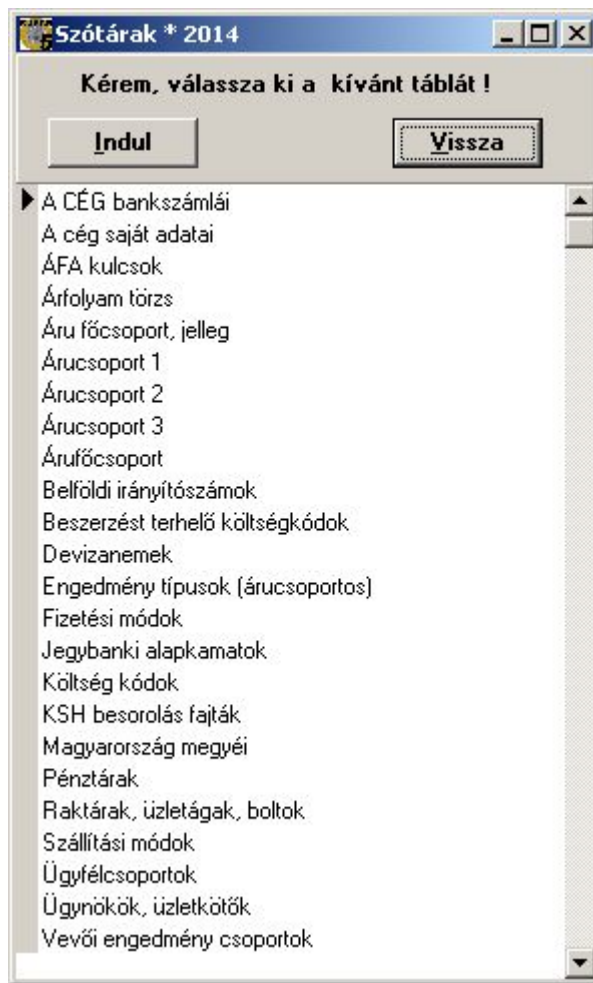 Szótárak * 2014
Kérem, válassza ki a kívánt táblát !
Indul
Vissza
A CÉG bankszámlái
A cég saját adatai
ÁFA kulcsok
Árfolyam törzs
Áru főcsoport, jelleg
Árucsoport 1
Árucsoport 2
Árucsoport 3
Árufőcsoport
Belföldi irányítószámok
Beszerzést terhelő költségkódok
Devizanemek
Engedmény típusok (árucsoportos)
Fizetési módok
Jegybanki alapkamatok
Költség kódok
KSH besorolás fajták
Magyarország megyéi
Pénztárak
Raktárak, üzletágak, boltok
Szállítási módok
Ügyfélcsoportok
Ügynökök, üzletkötők
Vevői engedmény csoportok